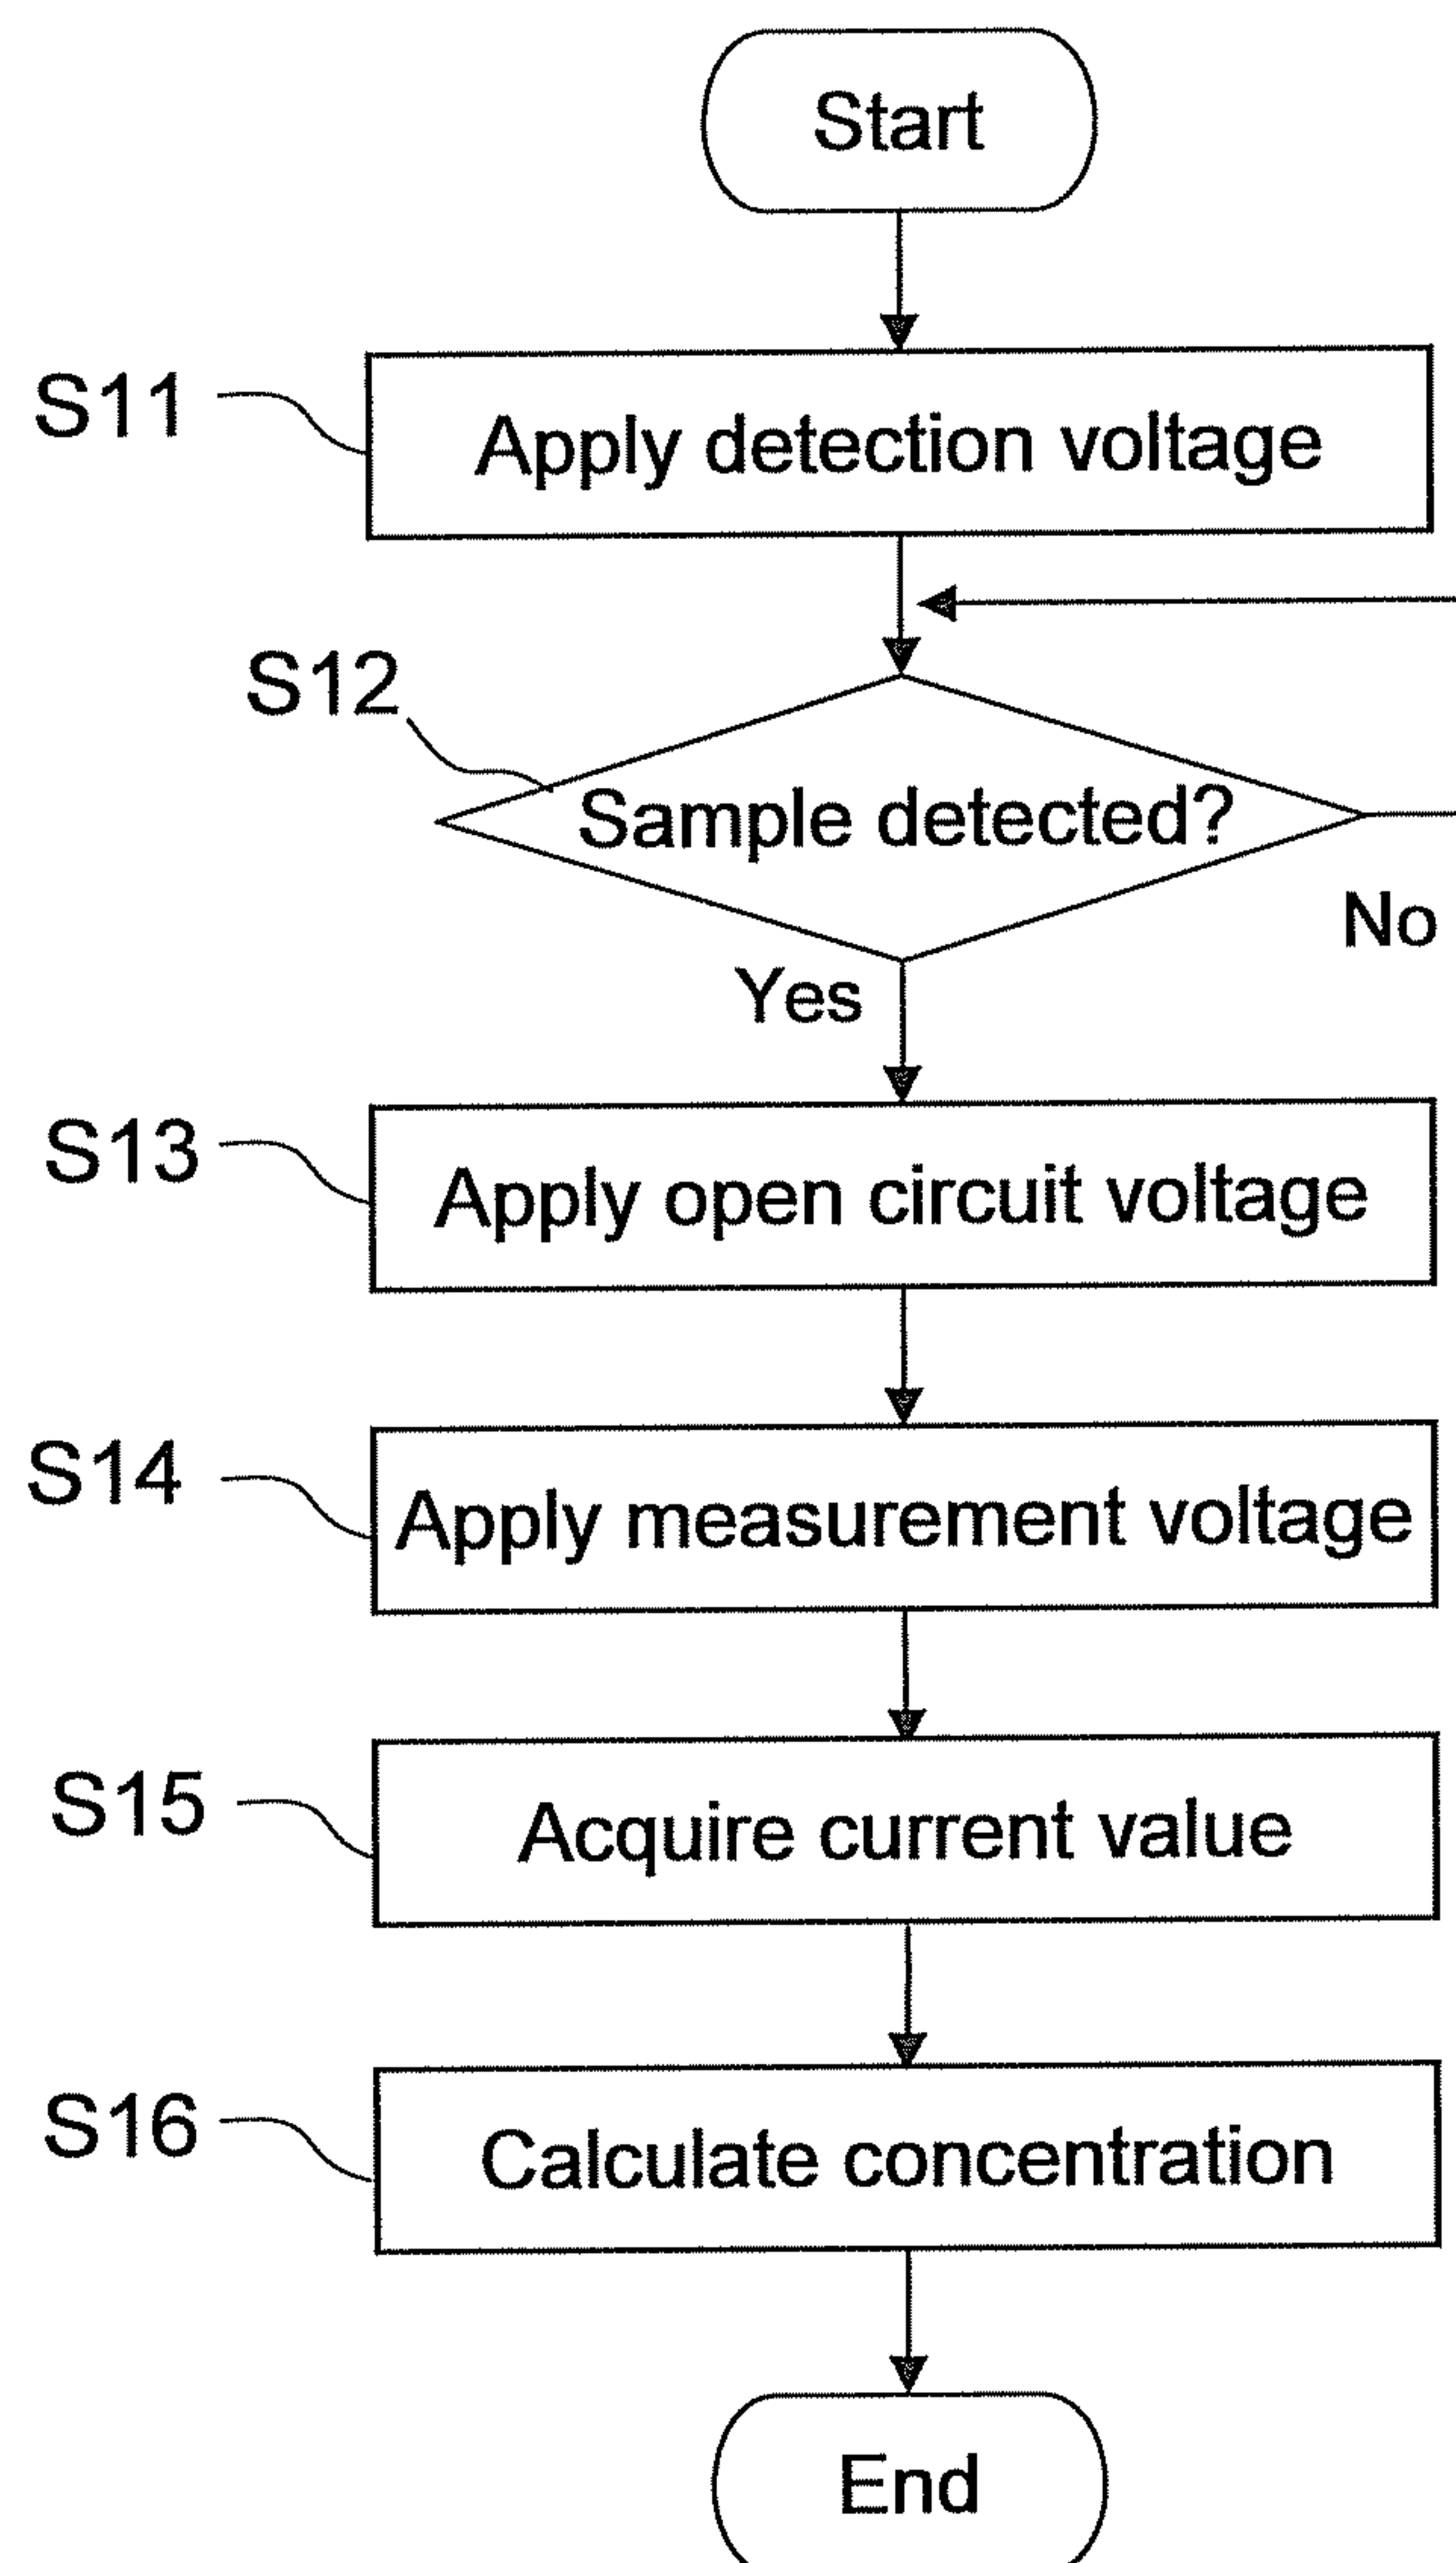 Start
S11
Apply detection voltage
S12
Sample detected?
No
Yes
S13
Apply open circuit voltage
S14
Apply measurement voltage
S15
Acquire current value
S16
Calculate concentration
End